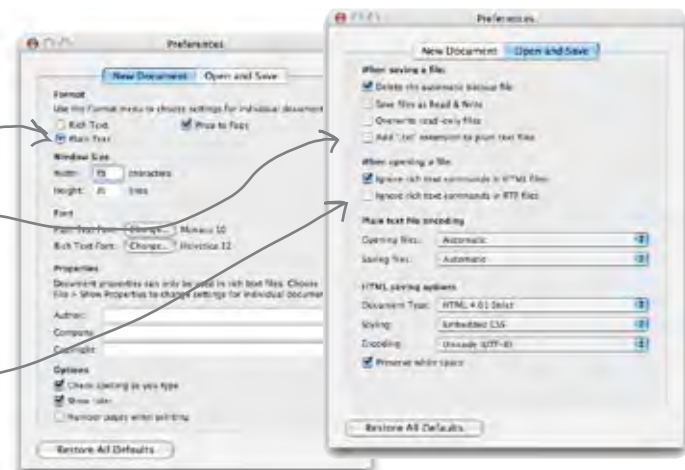 Preferences
New Document Open and Save
Format
Use the Format menu to choose settings for individual document
Rich Text Wrap to Page
Plain Text
Window Size
Width: 75 characters
Height: lines
Font
Plain Text Font: Change... Monaco 10
Rich Text Font: Change... Helvetica 12
Properties
Document properties can only be used in rich text files. Choose
File > Show Properties to change settings for individual documen
Author:
Company:
Copyright:
Options
Check spelling as you type
Show ruler
Number pages when printing
Restore All Defaults
Preferences
New Document Open and Save
When saving a file:
Delete the automatic backup file
Save files as Read & Write
Overwrite read-only files
Add ".txt" extension to plain text files
When opening a file:
Ignore rich text commands in HTML files
Ignore rich text commands in RTF files
Plain text file encoding
Opening files: Automatic
Saving files: Automatic
HTML saving options
Document Type: HTML 4.01 Strict
Styling: Embedded CSS
Encoding: Unicode (UTF-8)
Preserve white space
Restore All Defaults